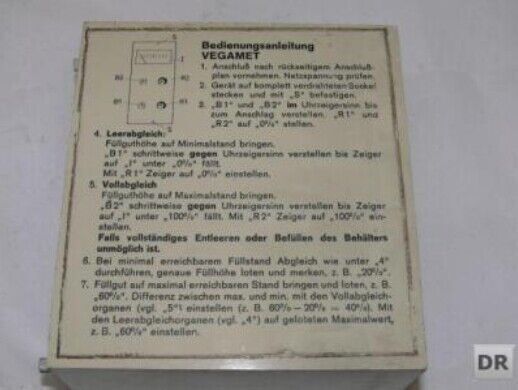 S
I
B2
R2
B1
R1
S
Bedienungsanleitung
VEGAMET
1. Anschluß nach rückseitigem Anschluß-
plan vornehmen. Netzspannung prüfen.
2. Gerät auf komplett verdrahteten Sockel
stecken und mit „S" befestigen.
3. „B1" und „B2" im Uhrzeigersinn bis
zum Anschlag verstellen. „R1" und
„R2" auf „0%" stellen.
4. Leerabgleich:
Füllguthöhe auf Minimalstand bringen.
„B1" schrittweise gegen Uhrzeigersinn verstellen bis Zeiger
auf „I" unter „0%" fällt.
Mit „R1" Zeiger auf „0%" einstellen.
5. Vollabgleich
Füllguthöhe auf Maximalstand bringen.
„B2" schrittweise gegen Uhrzeigersinn verstellen bis Zeiger
auf „I" unter „100%" fällt. Mit „R2" Zeiger auf „100%" ein-
stellen.
Falls vollständiges Entleeren oder Befüllen des Behälters
unmöglich ist.
6. Bei minimal erreichbarem Füllstand Abgleich wie unter „4"
durchführen, genaue Füllhöhe loten und merken, z. B. „20%".
7. Füllgut auf maximal erreichbaren Stand bringen und loten, z. B.
„60%". Differenz zwischen max. und min. mit den Vollabgleich-
organen (vgl. „5") einstellen (z. B. 60% – 20% = 40%). Mit
den Leerabgleichorganen (vgl. „4") auf geloteten Maximalwert,
z. B. „60%" einstellen.
DR